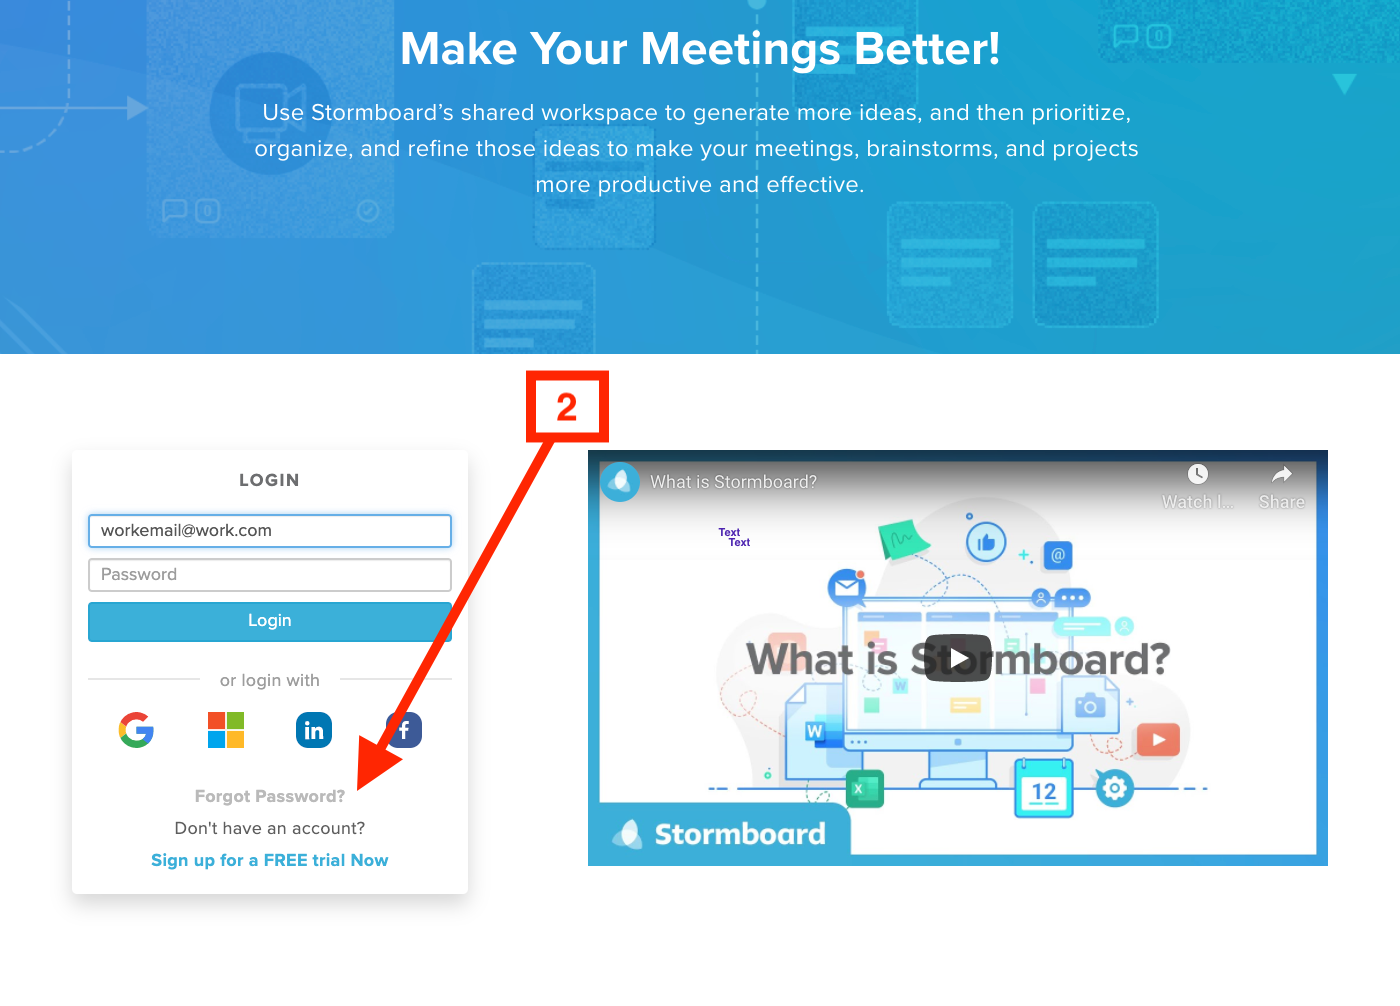 Make Your Meetings Better!
Use Stormboard’s shared workspace to generate more ideas, and then prioritize,
organize, and refine those ideas to make your meetings, brainstorms, and projects
more productive and effective.
0
0
2
LOGIN
workemail@work.com
Password
Login
or login with
in
f
Forgot Password?
Don't have an account?
Sign up for a FREE trial Now
What is Stormboard?
Watch l...
Share
Text
Text
@
What is Stormboard?
W
W
X
12
Stormboard